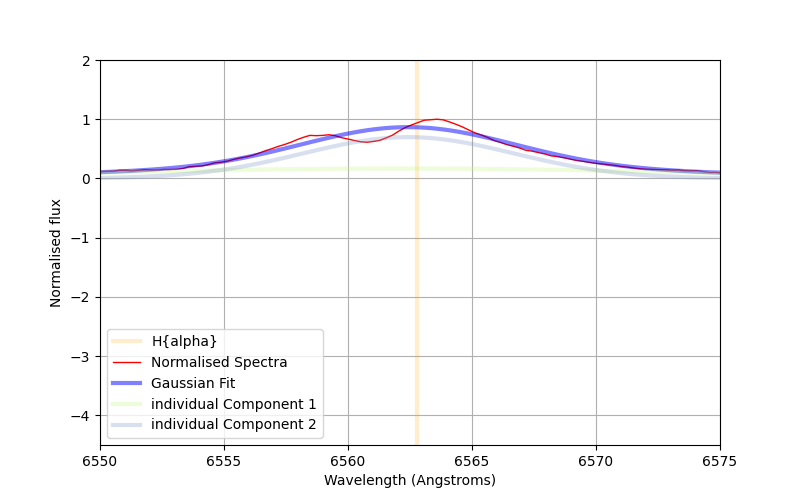 2
1
0
−1
−2
−3
−4
Normalised flux
H{alpha}
Normalised Spectra
Gaussian Fit
individual Component 1
individual Component 2
6550 6555 6560 6565 6570 6575
Wavelength (Angstroms)